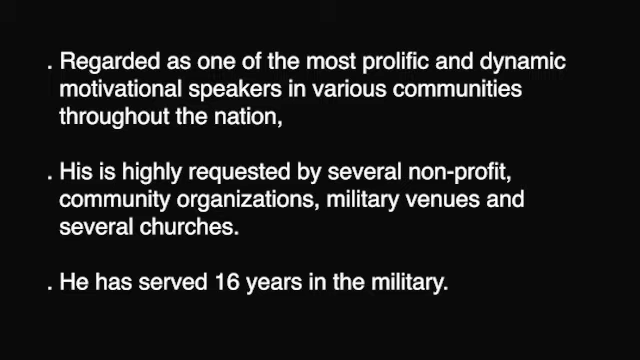 . Regarded as one of the most prolific and dynamic
motivational speakers in various communities
throughout the nation,
. His is highly requested by several non-profit,
community organizations, military venues and
several churches.
. He has served 16 years in the military.